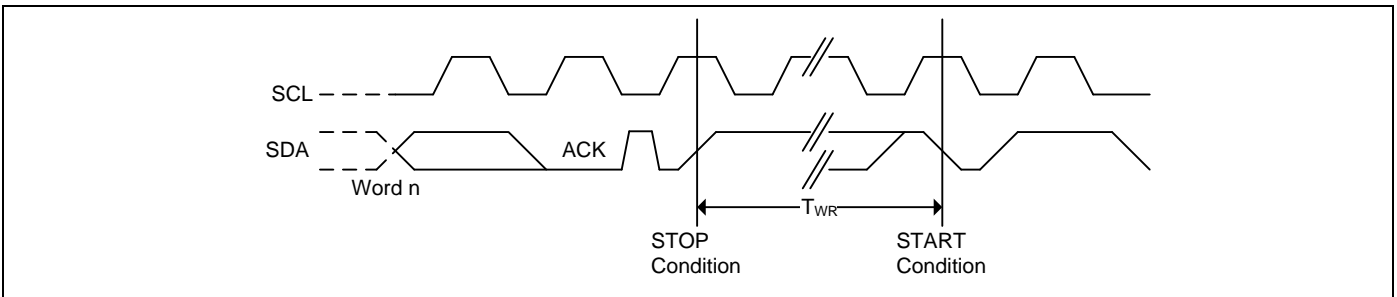 SCL
SDA
ACK
Word n
TWR
STOP
Condition
START
Condition